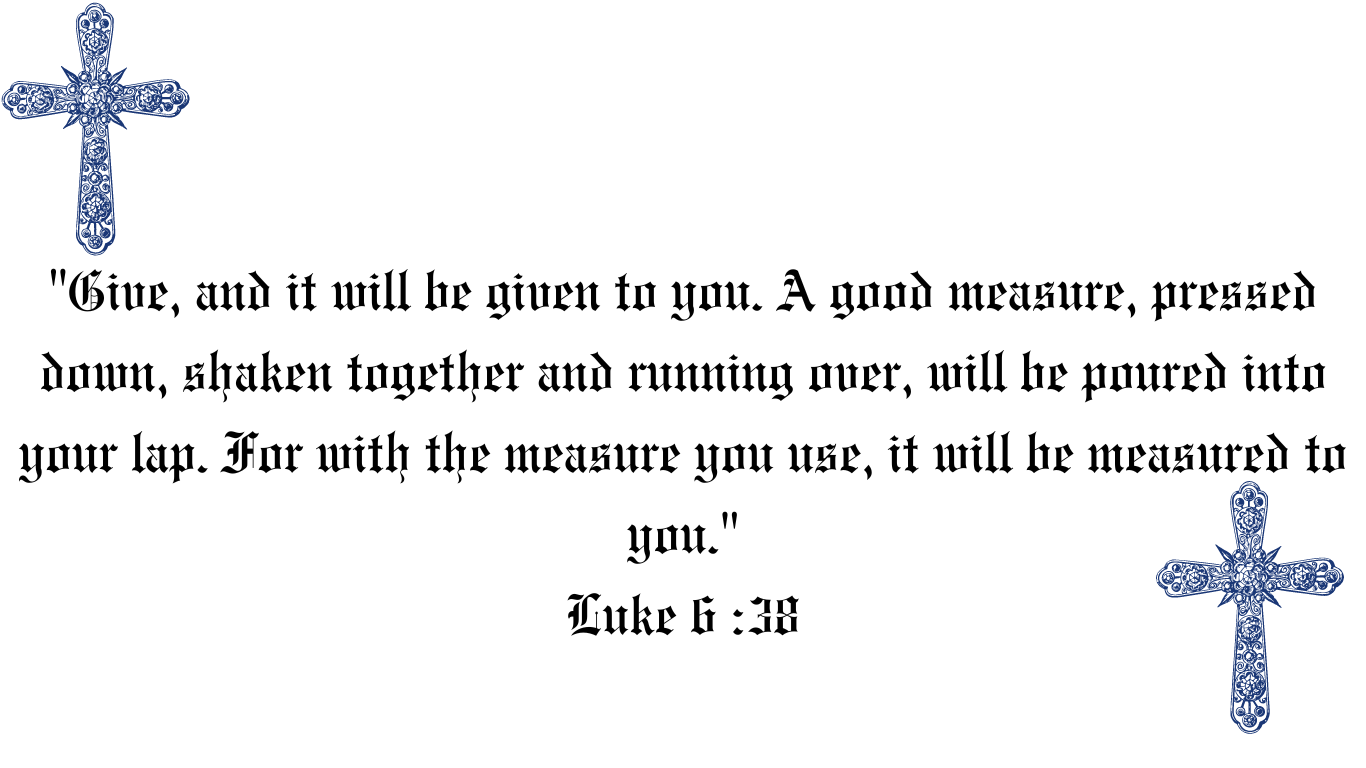 "Give, and it will be given to you. A good measure, pressed
down, shaken together and running over, will be poured into
your lap. For with the measure you use, it will be measured to
you."
Luke 6 :38